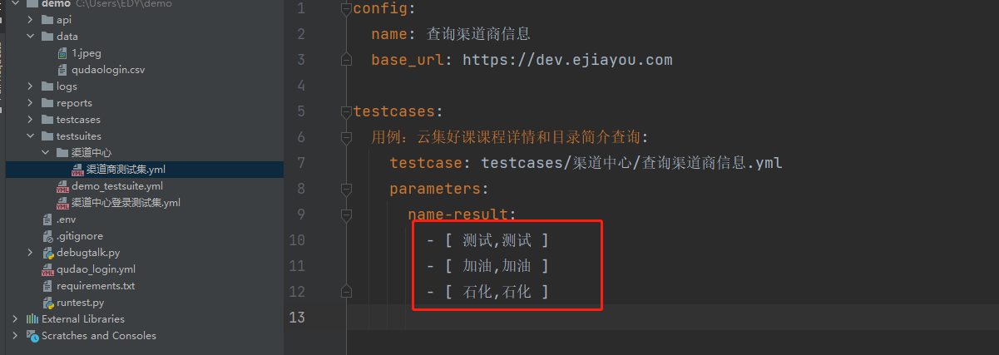 demo C:\Users\EDY\demo
api
data
1.jpeg
qudaologin.csv
logs
reports
testcases
testsuites
渠道中心
渠道商测试集.yml
demo_testsuite.yml
渠道中心登录测试集.yml
.env
.gitignore
debugtalk.py
qudao_login.yml
requirements.txt
runtest.py
External Libraries
Scratches and Consoles
1 config:
2 name: 查询渠道商信息
3 base_url: https://dev.ejiayou.com
4
5 testcases:
6 用例：云集好课课程详情和目录简介查询:
7 testcase: testcases/渠道中心/查询渠道商信息.yml
8 parameters:
9 name-result:
10 - [ 测试,测试 ]
11 - [ 加油,加油 ]
12 - [ 石化,石化 ]
13